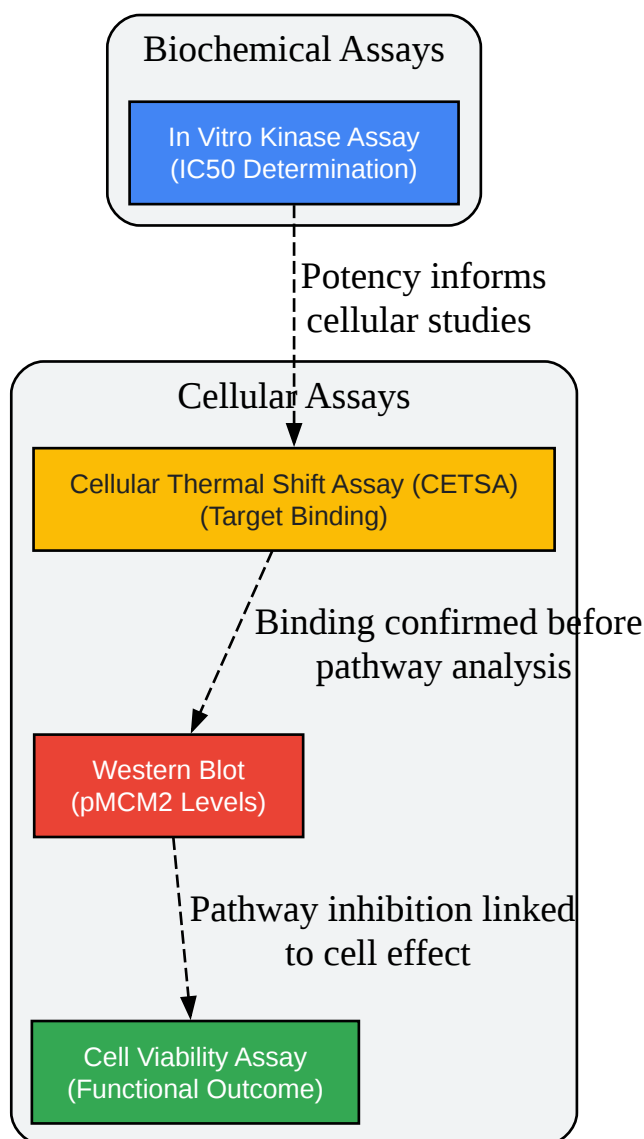 Biochemical Assays
In Vitro Kinase Assay
(IC50 Determination)
Potency informs
cellular studies
Cellular Assays
Cellular Thermal Shift Assay (CETSA)
(Target Binding)
Binding confirmed before
pathway analysis
Western Blot
(pMCM2 Levels)
Pathway inhibition linked
to cell effect
Cell Viability Assay
(Functional Outcome)